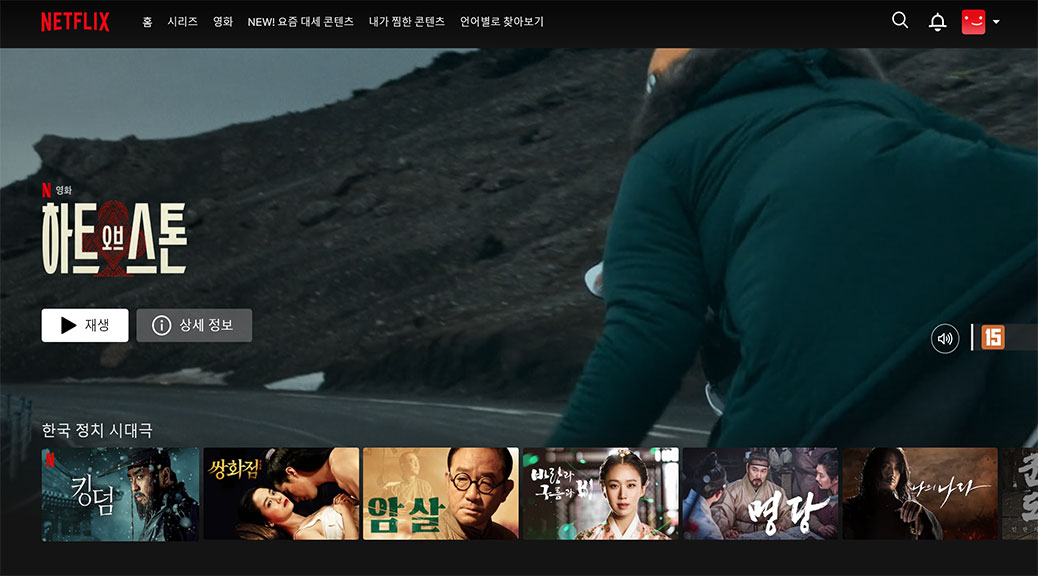 NETFLIX 홈 시리즈 영화 NEW! 요즘 대세 콘텐츠 내가 찜한 콘텐츠 언어별로 찾아보기
N 영화
하트 오브 스톤
재생 상세 정보
15
한국 정치 시대극
N
킹덤
쌍화점
암살
바람과
구름과 비
명당
나의 나라
군도